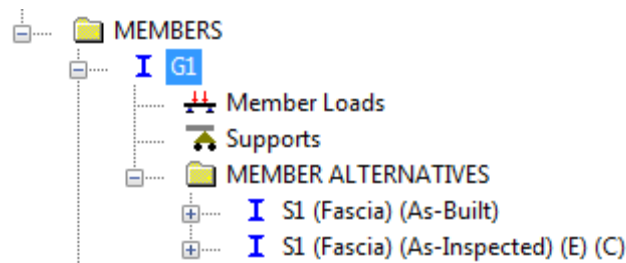 MEMBERS
G1
Member Loads
Supports
MEMBER ALTERNATIVES
S1 (Fascia) (As-Built)
S1 (Fascia) (As-Inspected) (E) (C)